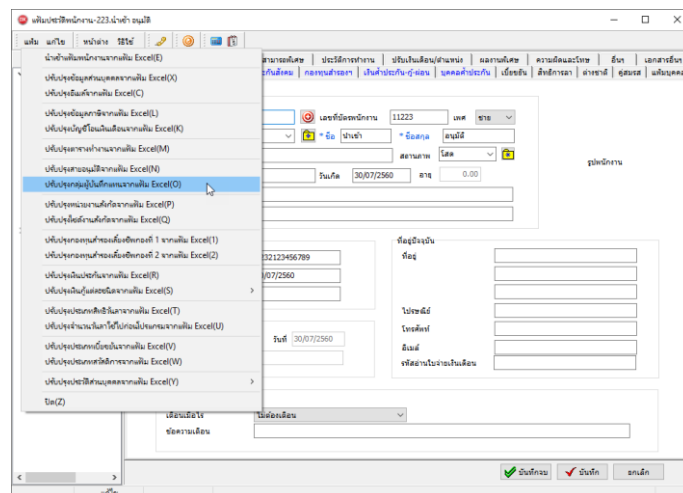 แฟ้มประวัติพนักงาน-223.นำเข้า อนุมัติ
แฟ้ม แก้ไข หน้าต่าง วิธีใช้
นำเข้าแฟ้มพนักงานจากแฟ้ม Excel(E)
ปรับปรุงข้อมูลส่วนบุคคลจากแฟ้ม Excel(X)
ปรับปรุงอีเมล์จากแฟ้ม Excel(C)
ปรับปรุงข้อมูลภาษีจากแฟ้ม Excel(L)
ปรับปรุงบัญชีโอนเงินเดือนจากแฟ้ม Excel(K)
ปรับปรุงตารางทำงานจากแฟ้ม Excel(M)
ปรับปรุงสายอนุมัติจากแฟ้ม Excel(N)
ปรับปรุงกลุ่มผู้บันทึกแทนจากแฟ้ม Excel(O)
ปรับปรุงหน่วยงานสังกัดจากแฟ้ม Excel(P)
ปรับปรุงไซต์งานสังกัดจากแฟ้ม Excel(Q)
ปรับปรุงกองทุนสำรองเลี้ยงชีพกองที่ 1 จากแฟ้ม Excel(1)
ปรับปรุงกองทุนสำรองเลี้ยงชีพกองที่ 2 จากแฟ้ม Excel(2)
ปรับปรุงเงินประกันจากแฟ้ม Excel(R)
ปรับปรุงเงินกู้แต่ละชนิดจากแฟ้ม Excel(S)
ปรับปรุงประเภทสิทธิวันลาจากแฟ้ม Excel(T)
ปรับปรุงจำนวนวันลาใช้ไปก่อนโปรแกรมจากแฟ้ม Excel(U)
ปรับปรุงประเภทเบี้ยขยันจากแฟ้ม Excel(V)
ปรับปรุงประเภทสวัสดิการจากแฟ้ม Excel(W)
ปรับปรุงประวัติส่วนบุคคลจากแฟ้ม Excel(Y)
ปิด(Z)
สามารถพิเศษ ประวัติการทำงาน ปรับเงินเดือน/ตำแหน่ง ผลงานพิเศษ ความผิดและโทษ อื่นๆ เอกสารอื่นๆ
กันสังคม กองทุนสำรองฯ เงินค้ำประกัน-กู้-ผ่อน บุคคลค้ำประกัน เบี้ยขยัน สิทธิการลา ต่างชาติ คู่สมรส แฟ้มบุคคล
เลขที่บัตรพนักงาน 11223 เพศ ชาย
* ชื่อ นำเข้า * ชื่อสกุล อนุมัติ
สถานภาพ โสด
วันเกิด 30/07/2560 อายุ 0.00
รูปพนักงาน
232123456789
/07/2560
วันที่ 30/07/2560
ที่อยู่ปัจจุบัน
ที่อยู่
ไปรษณีย์
โทรศัพท์
อีเมล์
รหัสอ่านใบจ่ายเงินเดือน
เตือนเมื่อไร ไม่ต้องเตือน
ข้อความเตือน
บันทึกจบ บันทึก ยกเลิก
แก้ไข